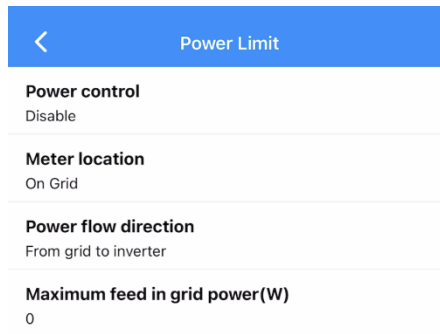 Power Limit
Power control
Disable
Meter location
On Grid
Power flow direction
From grid to inverter
Maximum feed in grid power(W)
0